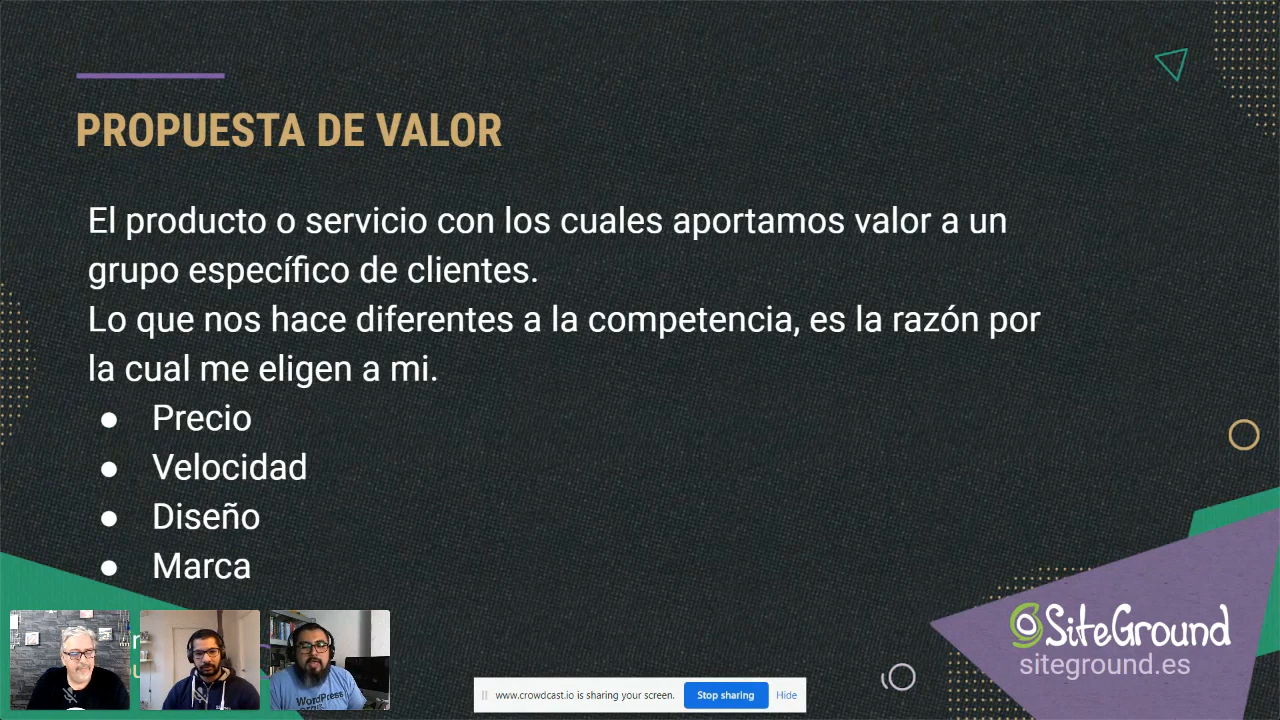 PROPUESTA DE VALOR
El producto o servicio con los cuales aportamos valor a un
grupo específico de clientes.
Lo que nos hace diferentes a la competencia, es la razón por
la cual me eligen a mi.
● Precio
● Velocidad
● Diseño
● Marca
SiteGround
siteground.es
WordPress
www.crowdcast.io is sharing your screen. Stop sharing Hide